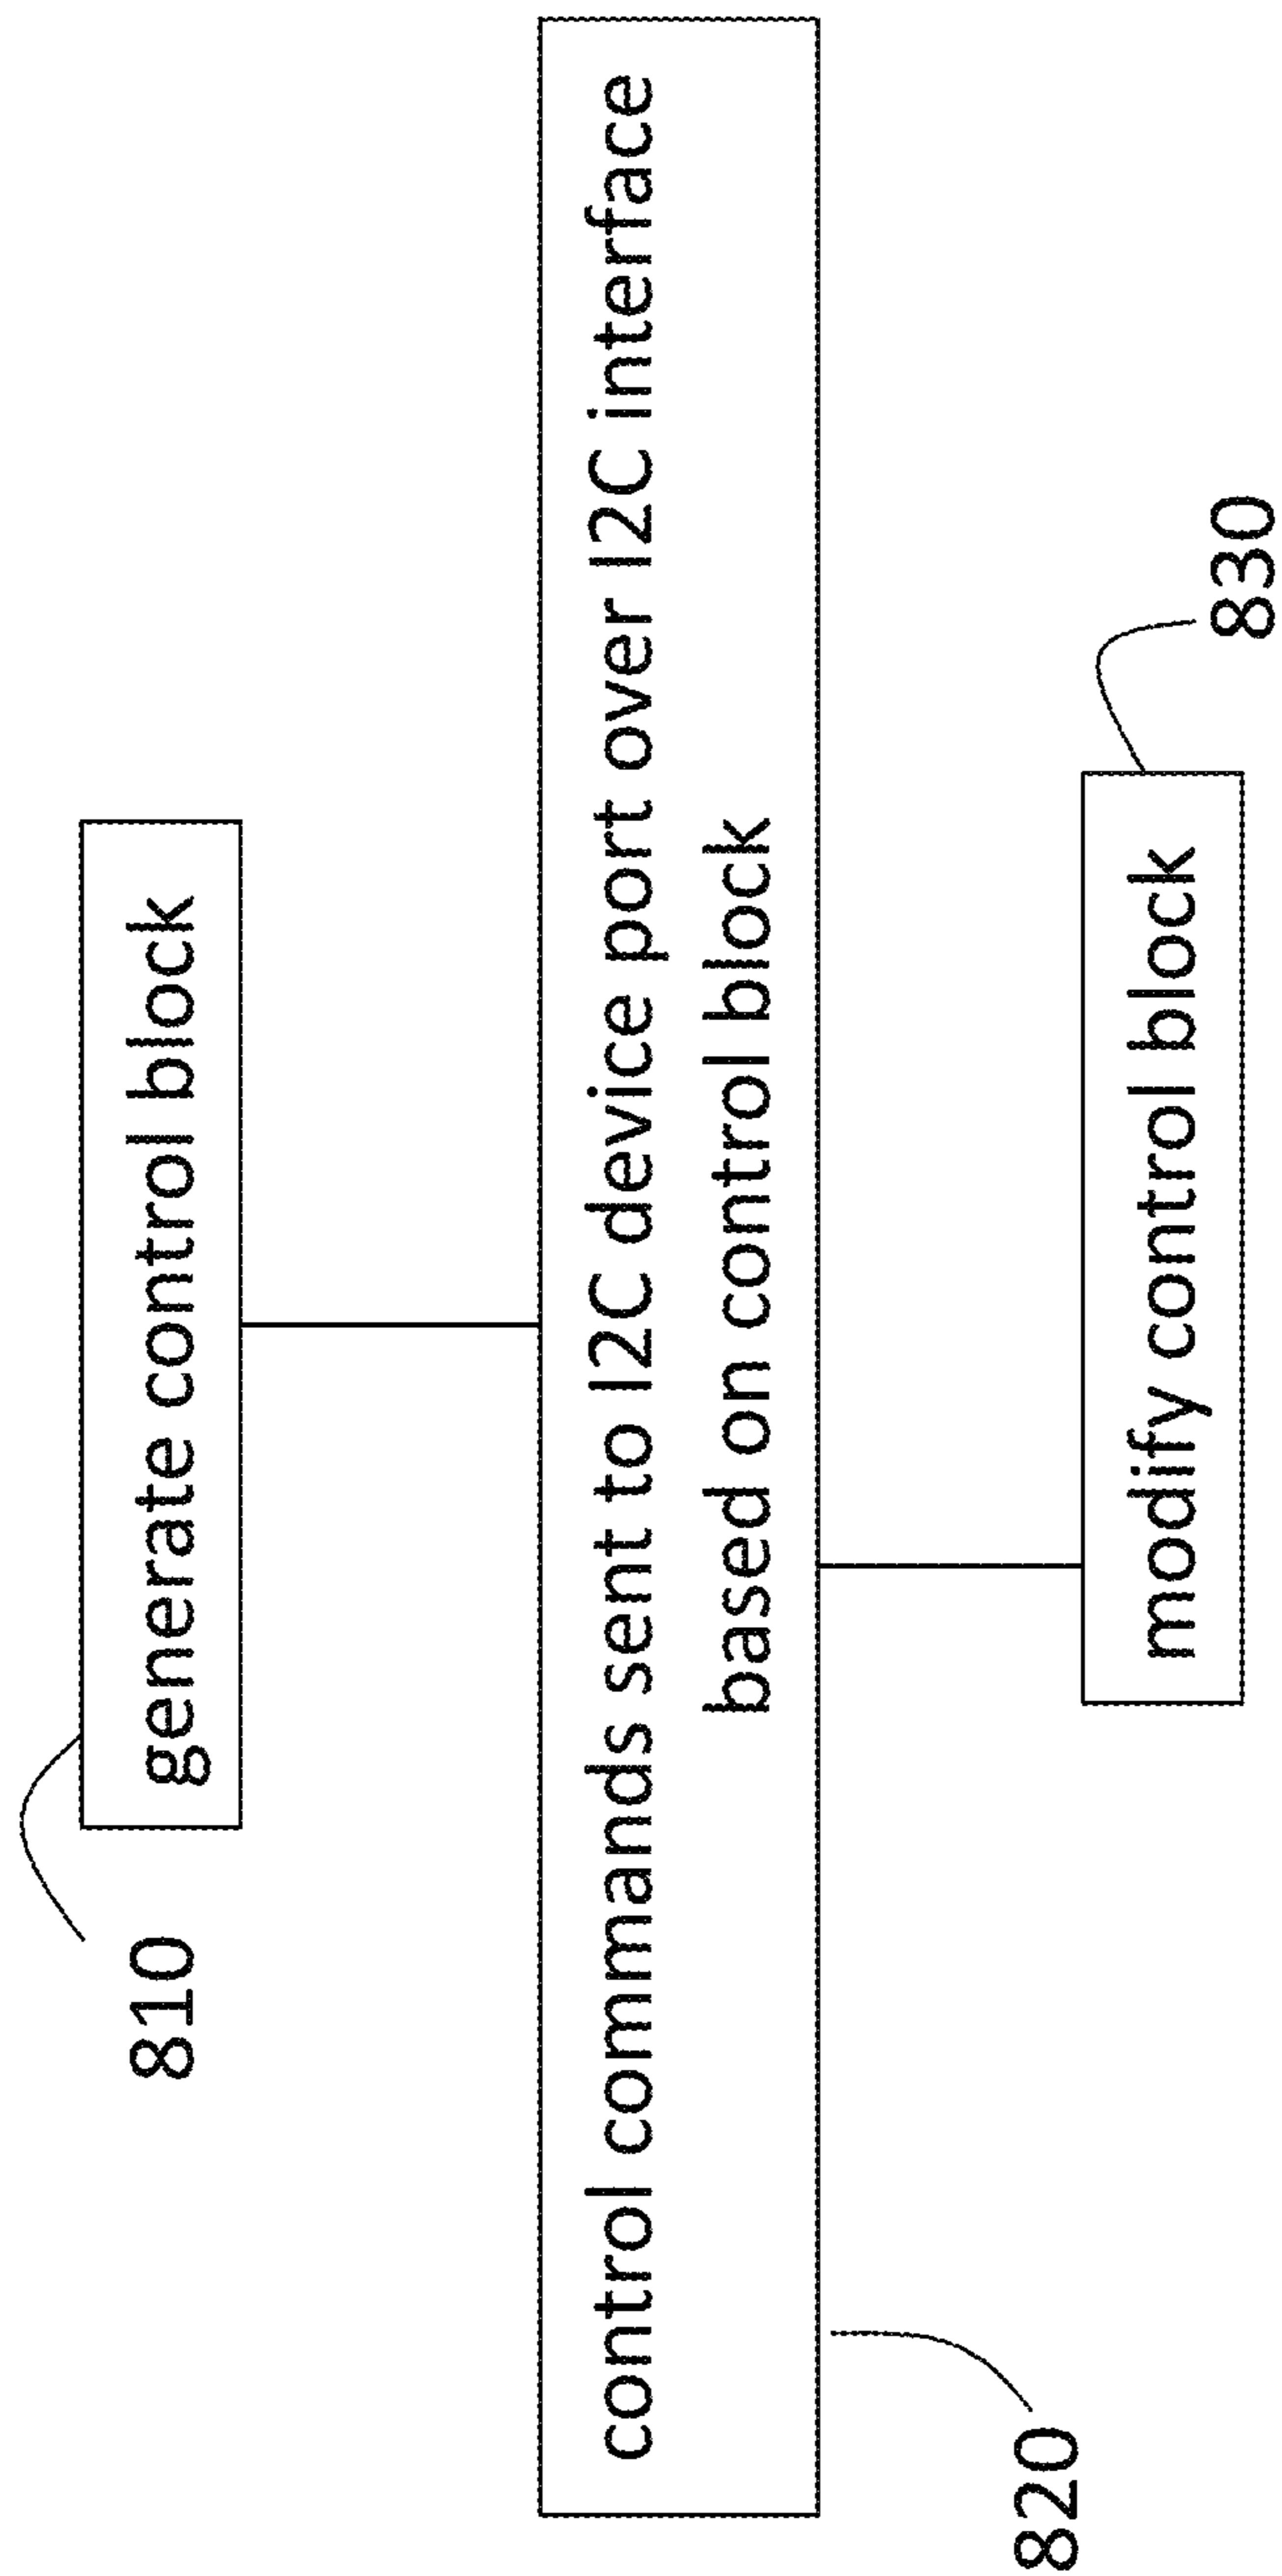 810
generate control block
control commands sent to I2C device port over I2C interface
based on control block
820
modify control block
830